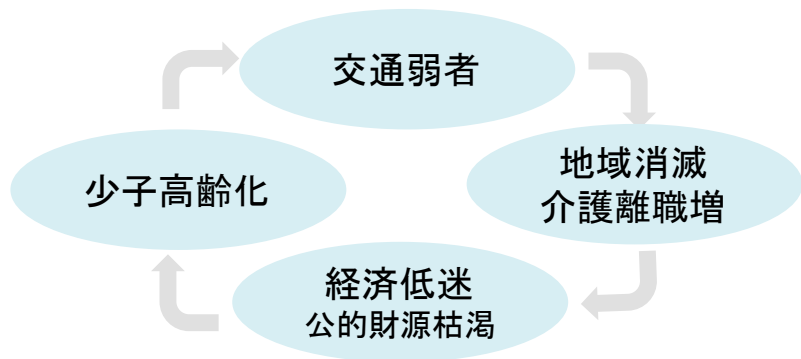 交通弱者
地域消滅
介護離職増
少子高齢化
経済低迷
公的財源枯渇